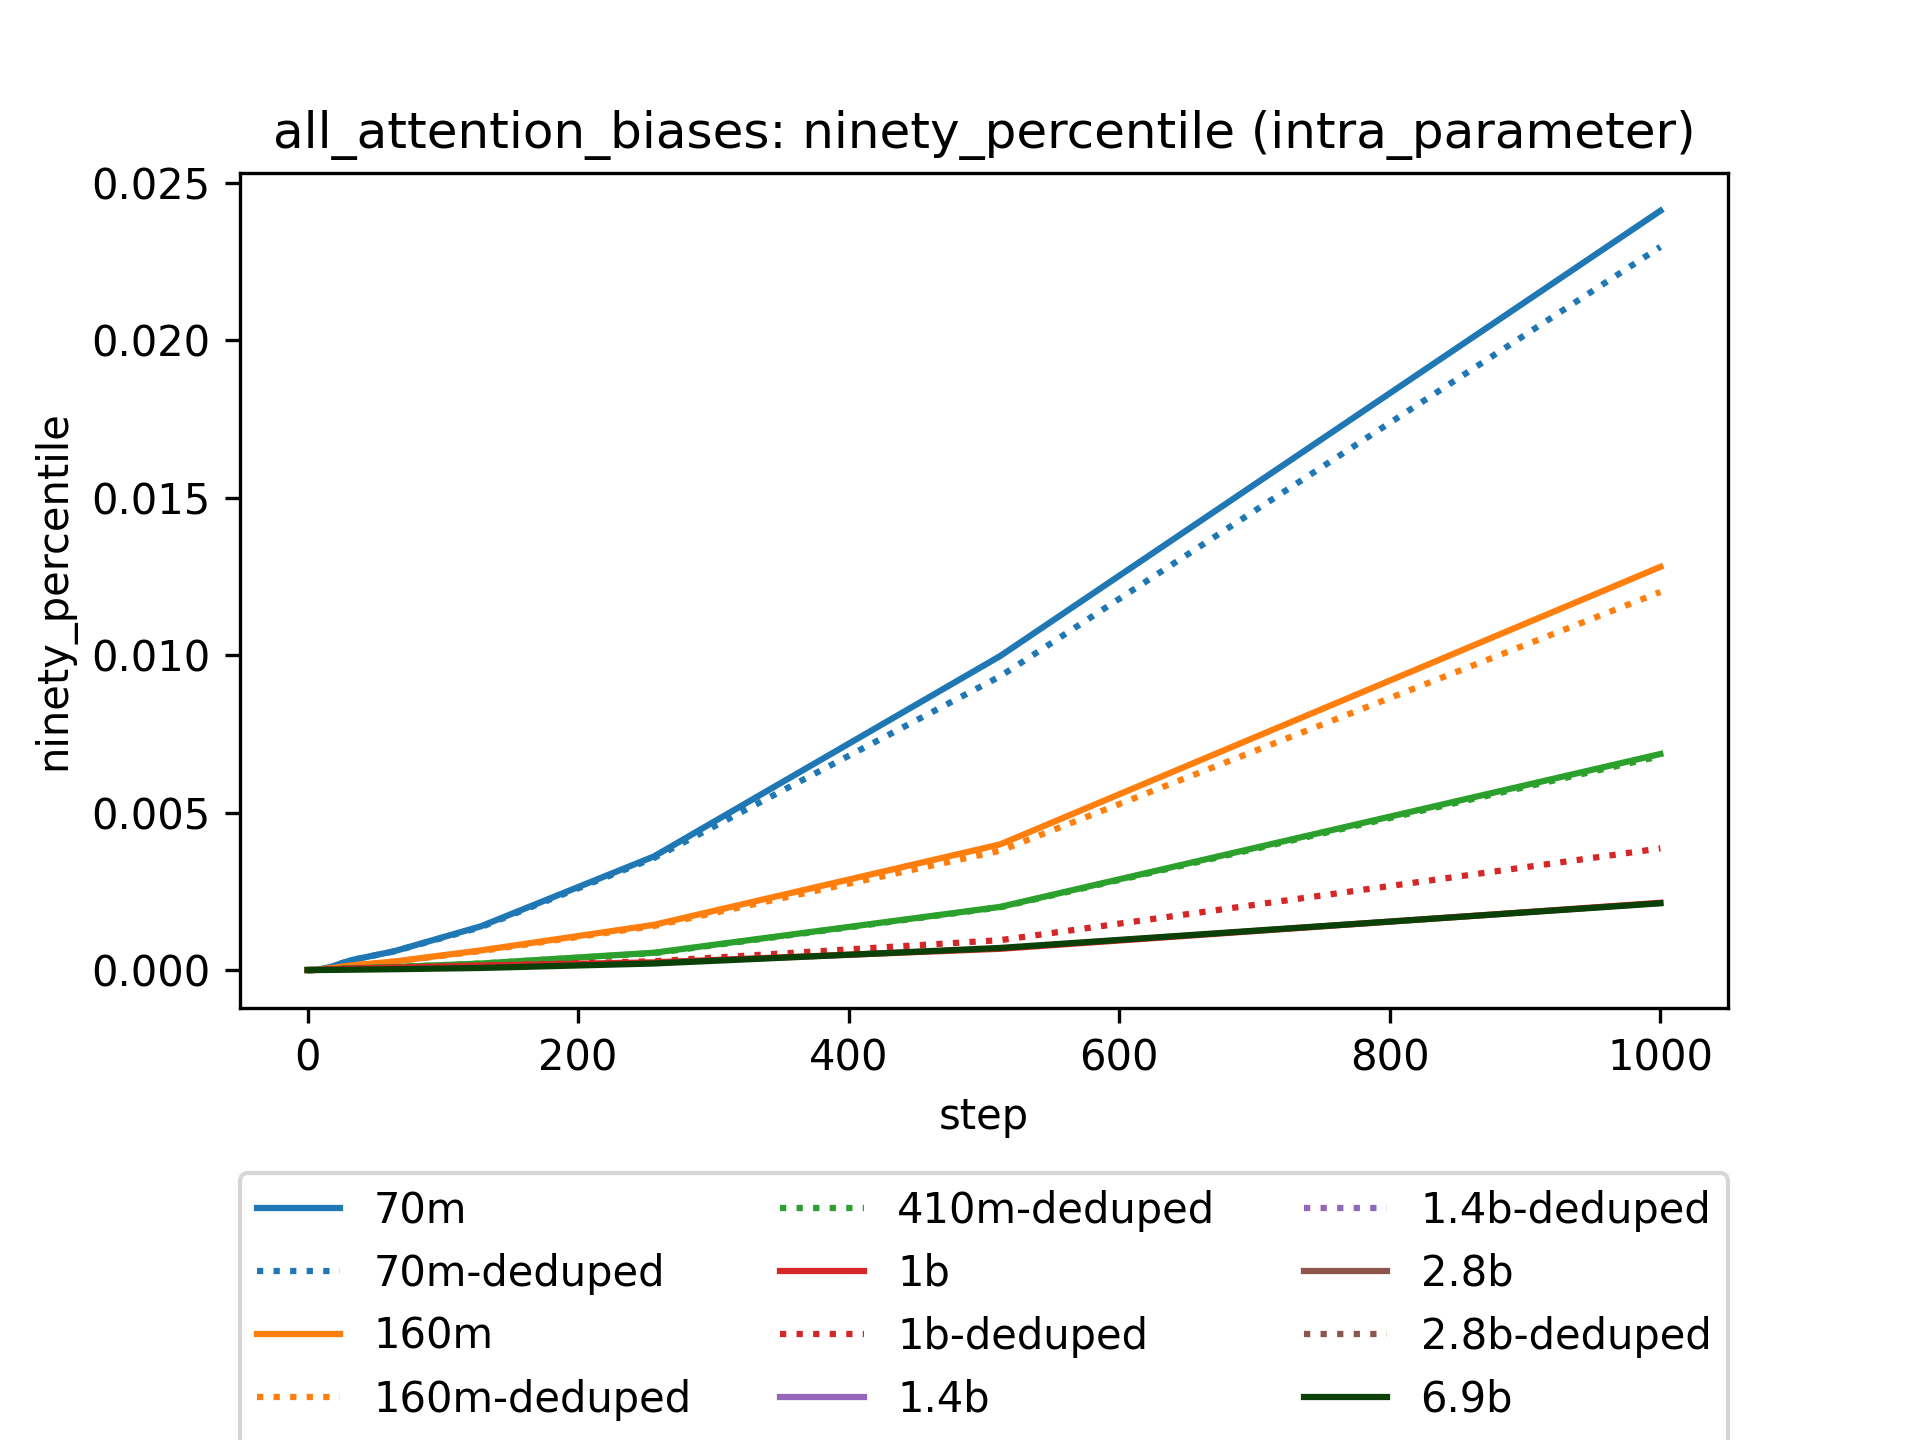 all_attention_biases: ninety_percentile (intra_parameter)
0.025
0.020
0.015
0.010
0.005
0.000
ninety_percentile
0 200 400 600 800 1000
step
70m 410m-deduped 1.4b-deduped
70m-deduped 1b 2.8b
160m 1b-deduped 2.8b-deduped
160m-deduped 1.4b 6.9b